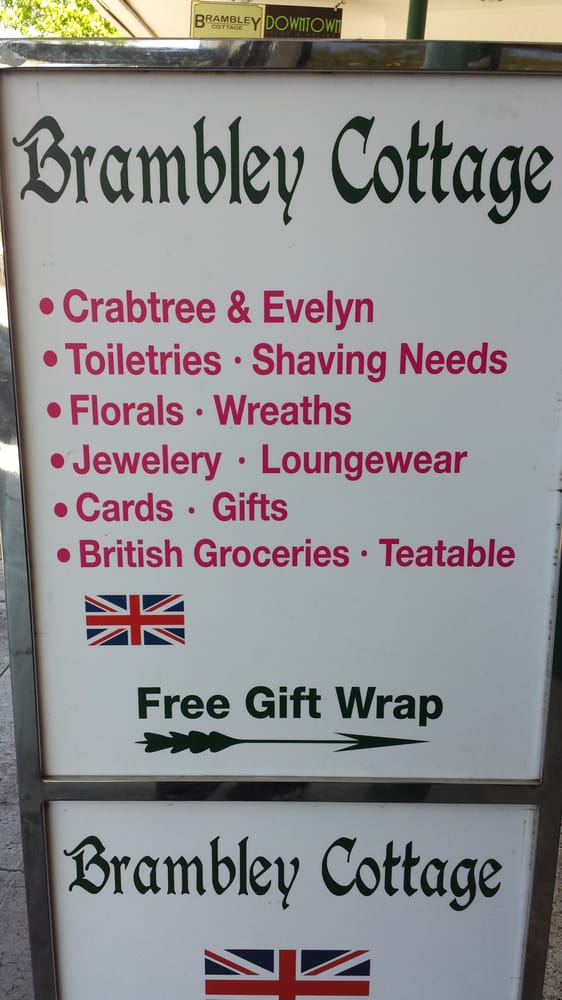 BRAMBLEY
COTTAGE
DOWNTOWN
Brambley Cottage
• Crabtree & Evelyn
• Toiletries · Shaving Needs
• Florals · Wreaths
• Jewelery · Loungewear
• Cards · Gifts
• British Groceries · Teatable
Free Gift Wrap
Brambley Cottage